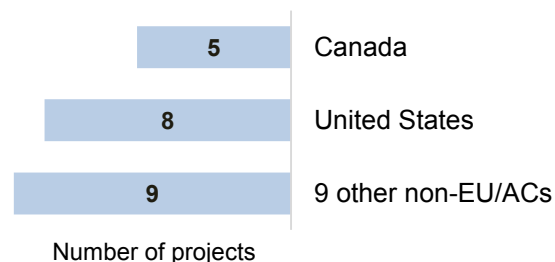 5 Canada
8 United States
9 9 other non-EU/ACs
Number of projects